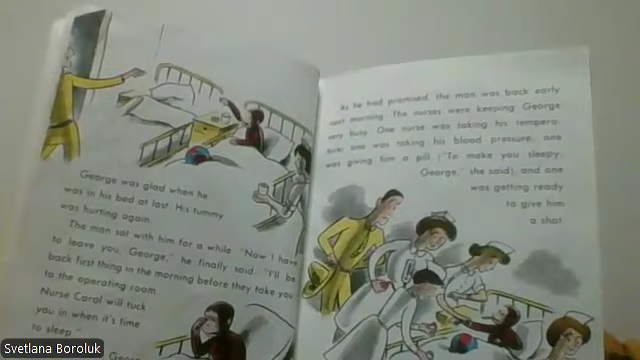 George was glad when he
was in his bed at last. His tummy
was hurting again.
The man sat with him for a while. "Now I have
to leave you, George," he finally said. "I'll be
back first thing in the morning before they take you
to the operating room.
Nurse Carol will tuck
you in when it's time
to sleep."
George
As he had promised, the man was back early
next morning. The nurses were keeping George
very busy. One nurse was taking his tempera-
ture; one was taking his blood pressure; one
was giving him a pill ("To make you sleepy,
George," she said), and one
was getting ready
to give him
a shot.
Svetlana Boroluk